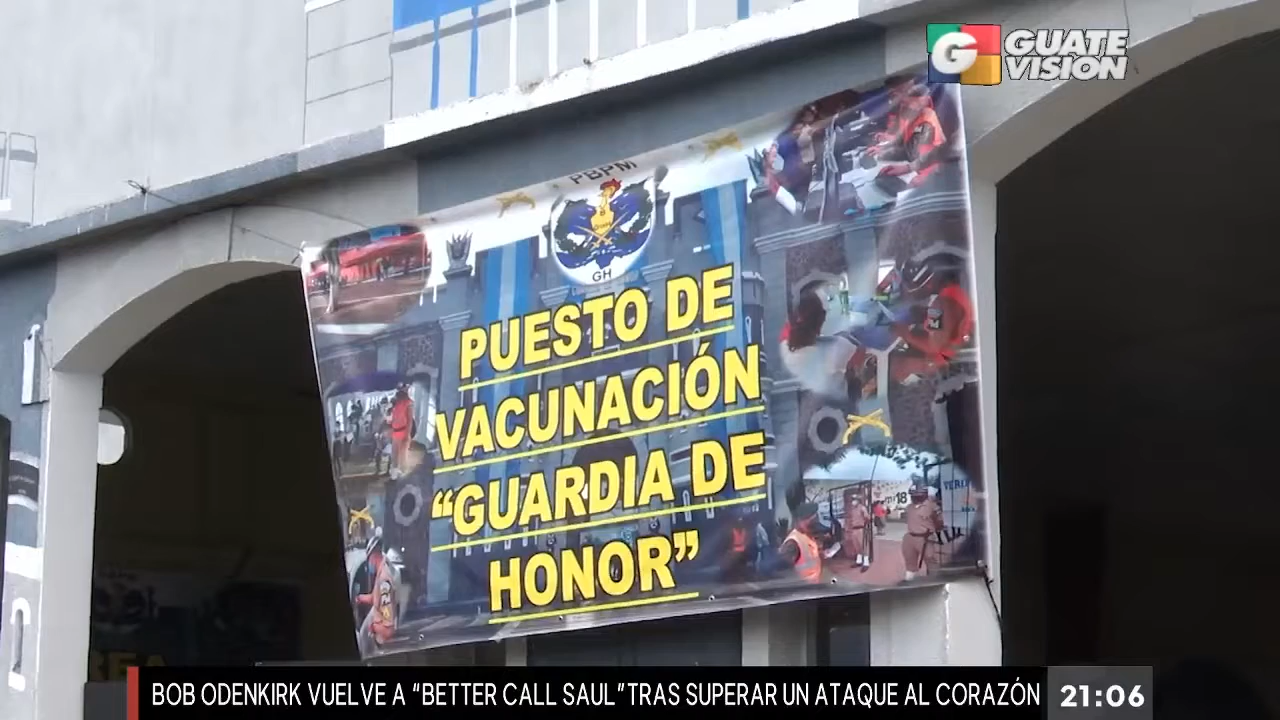 GUATE
VISION
PBPM
GH
PUESTO DE
VACUNACIÓN
“GUARDIA DE
HONOR”
BOB ODENKIRK VUELVE A “BETTER CALL SAUL” TRAS SUPERAR UN ATAQUE AL CORAZÓN
21:06